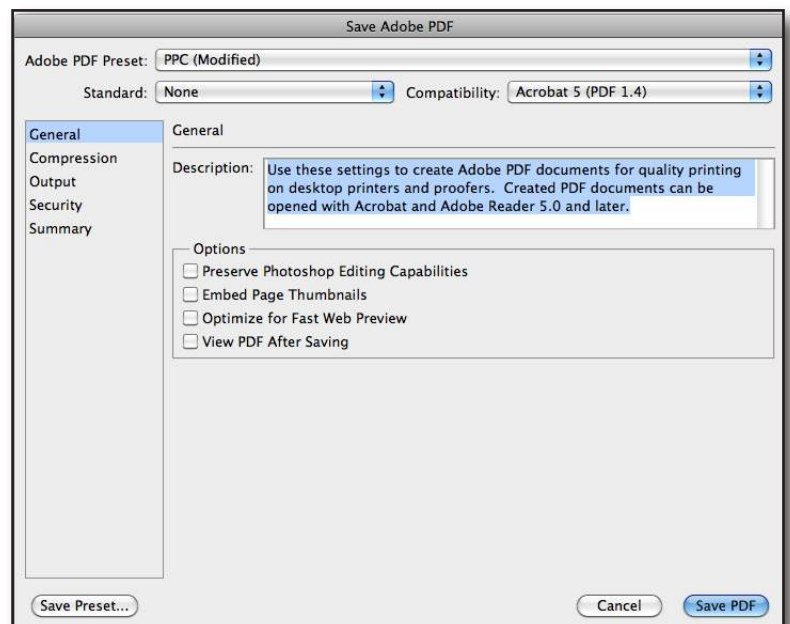 Save Adobe PDF
Adobe PDF Preset: PPC (Modified)
Standard: None Compatibility: Acrobat 5 (PDF 1.4)
General
Compression
Output
Security
Summary
General
Description: Use these settings to create Adobe PDF documents for quality printing
on desktop printers and proofers. Created PDF documents can be
opened with Acrobat and Adobe Reader 5.0 and later.
Options
Preserve Photoshop Editing Capabilities
Embed Page Thumbnails
Optimize for Fast Web Preview
View PDF After Saving
Save Preset... Cancel Save PDF